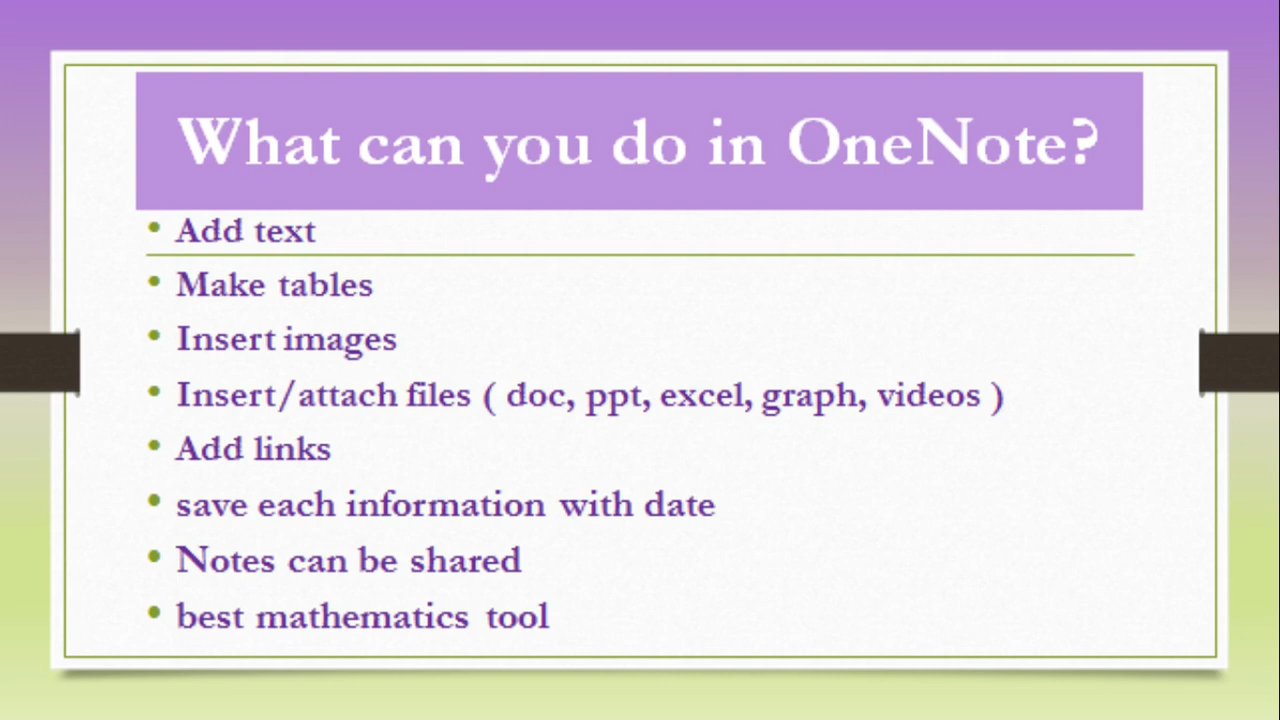 What can you do in OneNote?
• Add text
• Make tables
• Insert images
• Insert/attach files ( doc, ppt, excel, graph, videos )
• Add links
• save each information with date
• Notes can be shared
• best mathematics tool